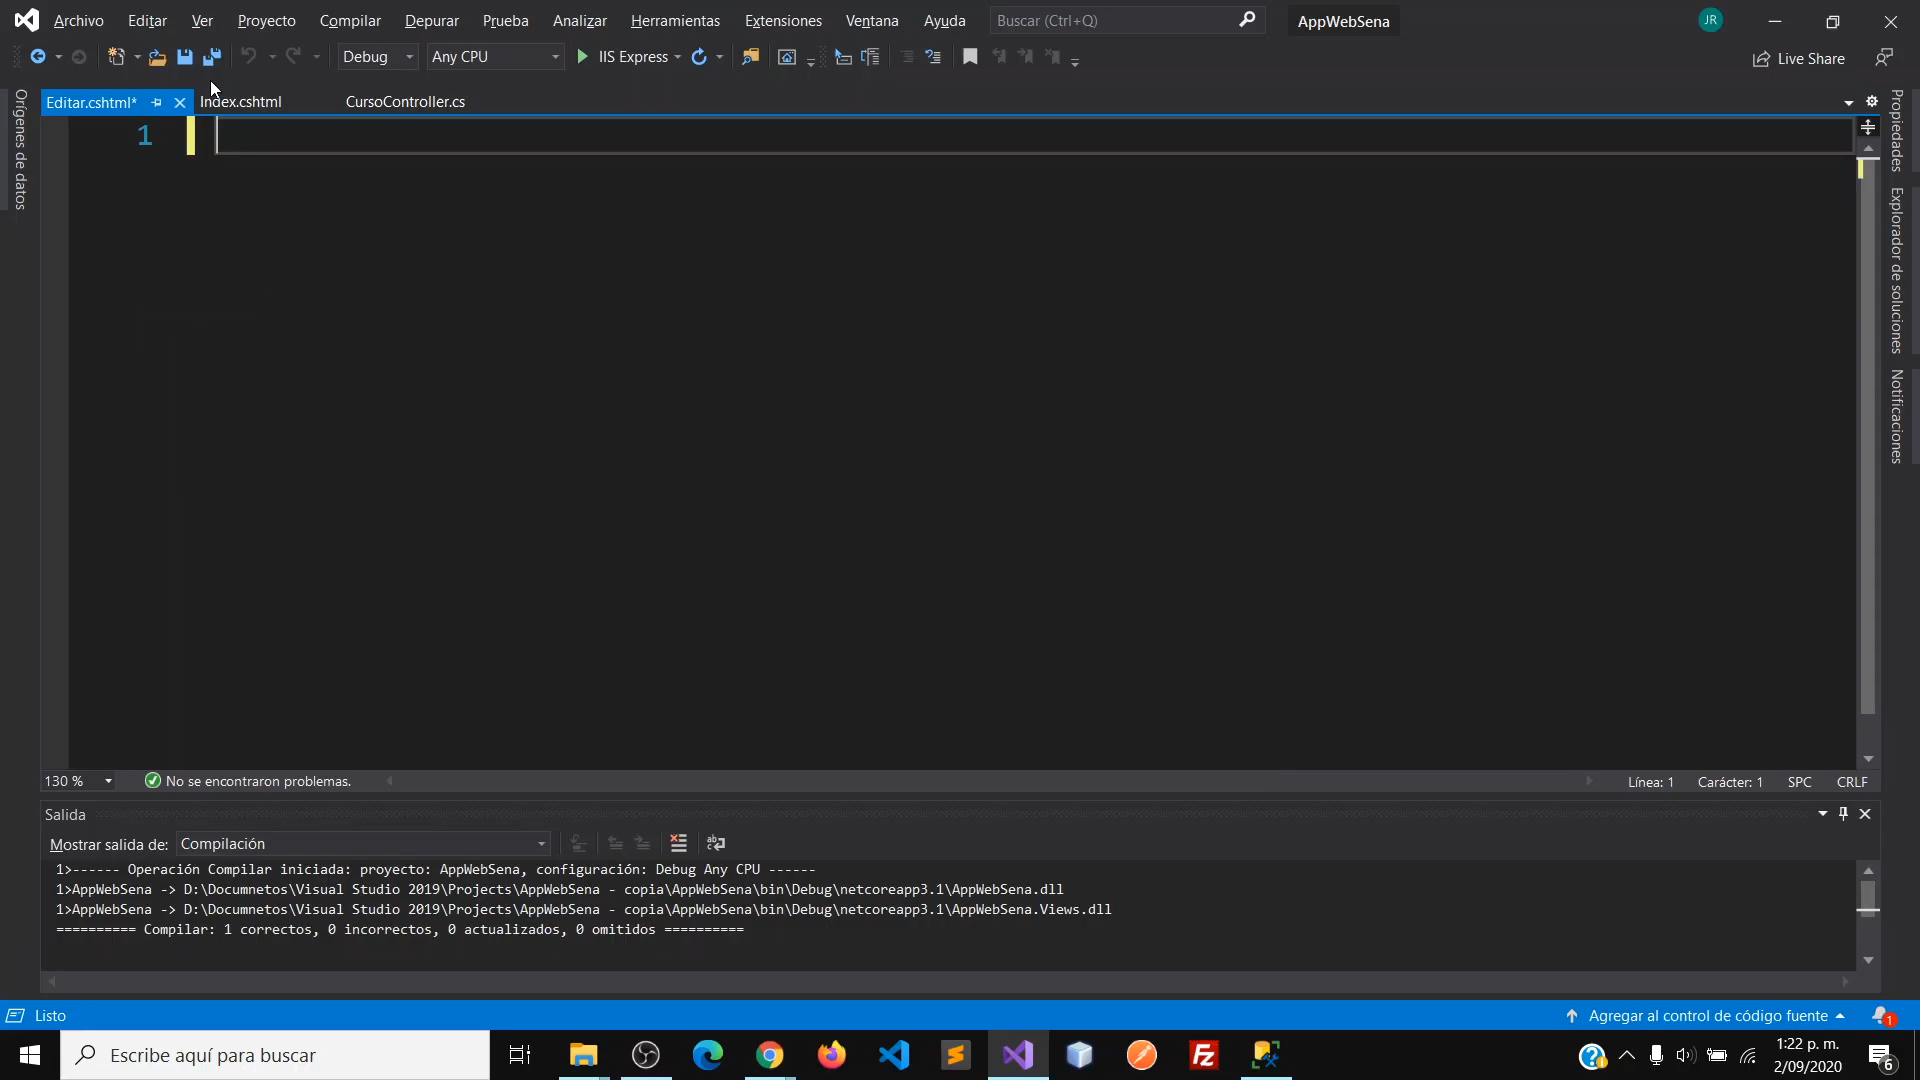 Archivo Editar Ver Proyecto Compilar Depurar Prueba Analizar Herramientas Extensiones Ventana Ayuda Buscar (Ctrl+Q) AppWebSena JR
Debug Any CPU IIS Express Live Share
Editar.cshtml* Index.cshtml CursoController.cs
Orígenes de datos
Propiedades
Explorador de soluciones
Notificaciones
1
130 % No se encontraron problemas. Línea: 1 Carácter: 1 SPC CRLF
Salida
Mostrar salida de: Compilación
1>------ Operación Compilar iniciada: proyecto: AppWebSena, configuración: Debug Any CPU ------
1>AppWebSena -> D:\Documnetos\Visual Studio 2019\Projects\AppWebSena - copia\AppWebSena\bin\Debug\netcoreapp3.1\AppWebSena.dll
1>AppWebSena -> D:\Documnetos\Visual Studio 2019\Projects\AppWebSena - copia\AppWebSena\bin\Debug\netcoreapp3.1\AppWebSena.Views.dll
========== Compilar: 1 correctos, 0 incorrectos, 0 actualizados, 0 omitidos ==========
Listo Agregar al control de código fuente 1
Escribe aquí para buscar 1:22 p. m.
2/09/2020 6